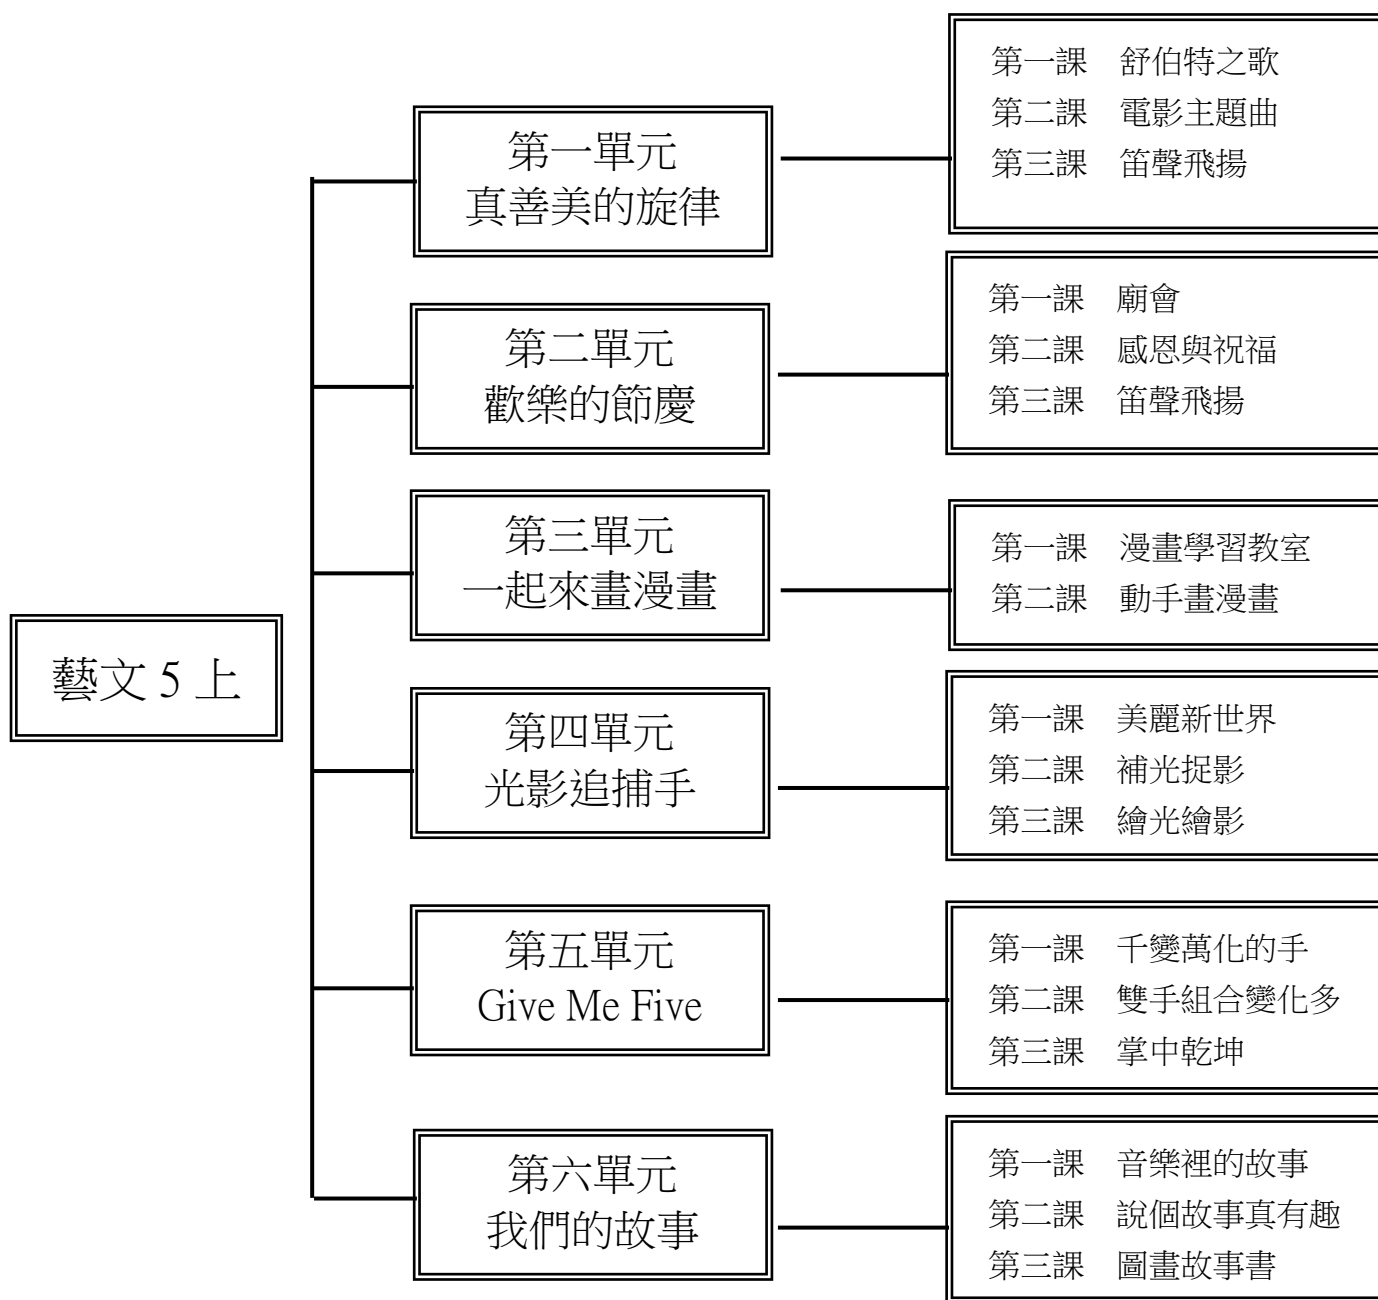 藝文 5 上
第一單元
真善美的旋律
第一課　舒伯特之歌
第二課　電影主題曲
第三課　笛聲飛揚
第二單元
歡樂的節慶
第一課　廟會
第二課　感恩與祝福
第三課　笛聲飛揚
第三單元
一起來畫漫畫
第一課　漫畫學習教室
第二課　動手畫漫畫
第四單元
光影追捕手
第一課　美麗新世界
第二課　補光捉影
第三課　繪光繪影
第五單元
Give Me Five
第一課　千變萬化的手
第二課　雙手組合變化多
第三課　掌中乾坤
第六單元
我們的故事
第一課　音樂裡的故事
第二課　說個故事真有趣
第三課　圖畫故事書